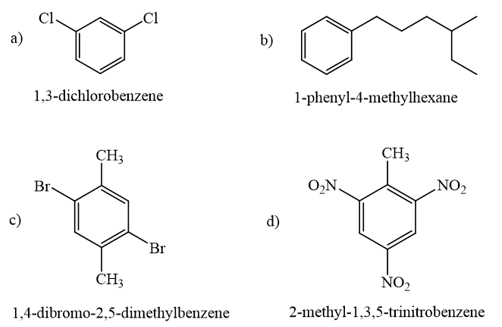 a)
Cl
Cl
1,3-dichlorobenzene
b)
1-phenyl-4-methylhexane
c)
CH3
Br
Br
CH3
1,4-dibromo-2,5-dimethylbenzene
d)
CH3
O2N
NO2
NO2
2-methyl-1,3,5-trinitrobenzene